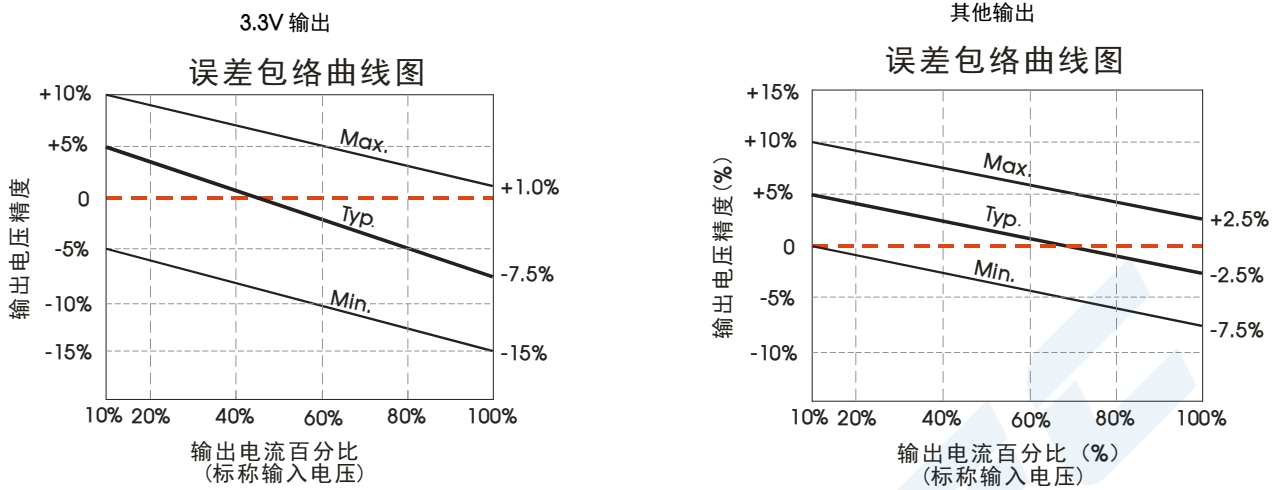 3.3V 输出
误差包络曲线图
+10%
+5%
0
-5%
-10%
-15%
输出电压精度
Max.
Typ.
Min.
+1.0%
-7.5%
-15%
10% 20% 40% 60% 80% 100%
输出电流百分比
(标称输入电压)
其他输出
误差包络曲线图
+15%
+10%
+5%
0
-5%
-10%
输出电压精度(%)
Max.
Typ.
Min.
+2.5%
-2.5%
-7.5%
10% 20% 40% 60% 80% 100%
输出电流百分比（%）
(标称输入电压)